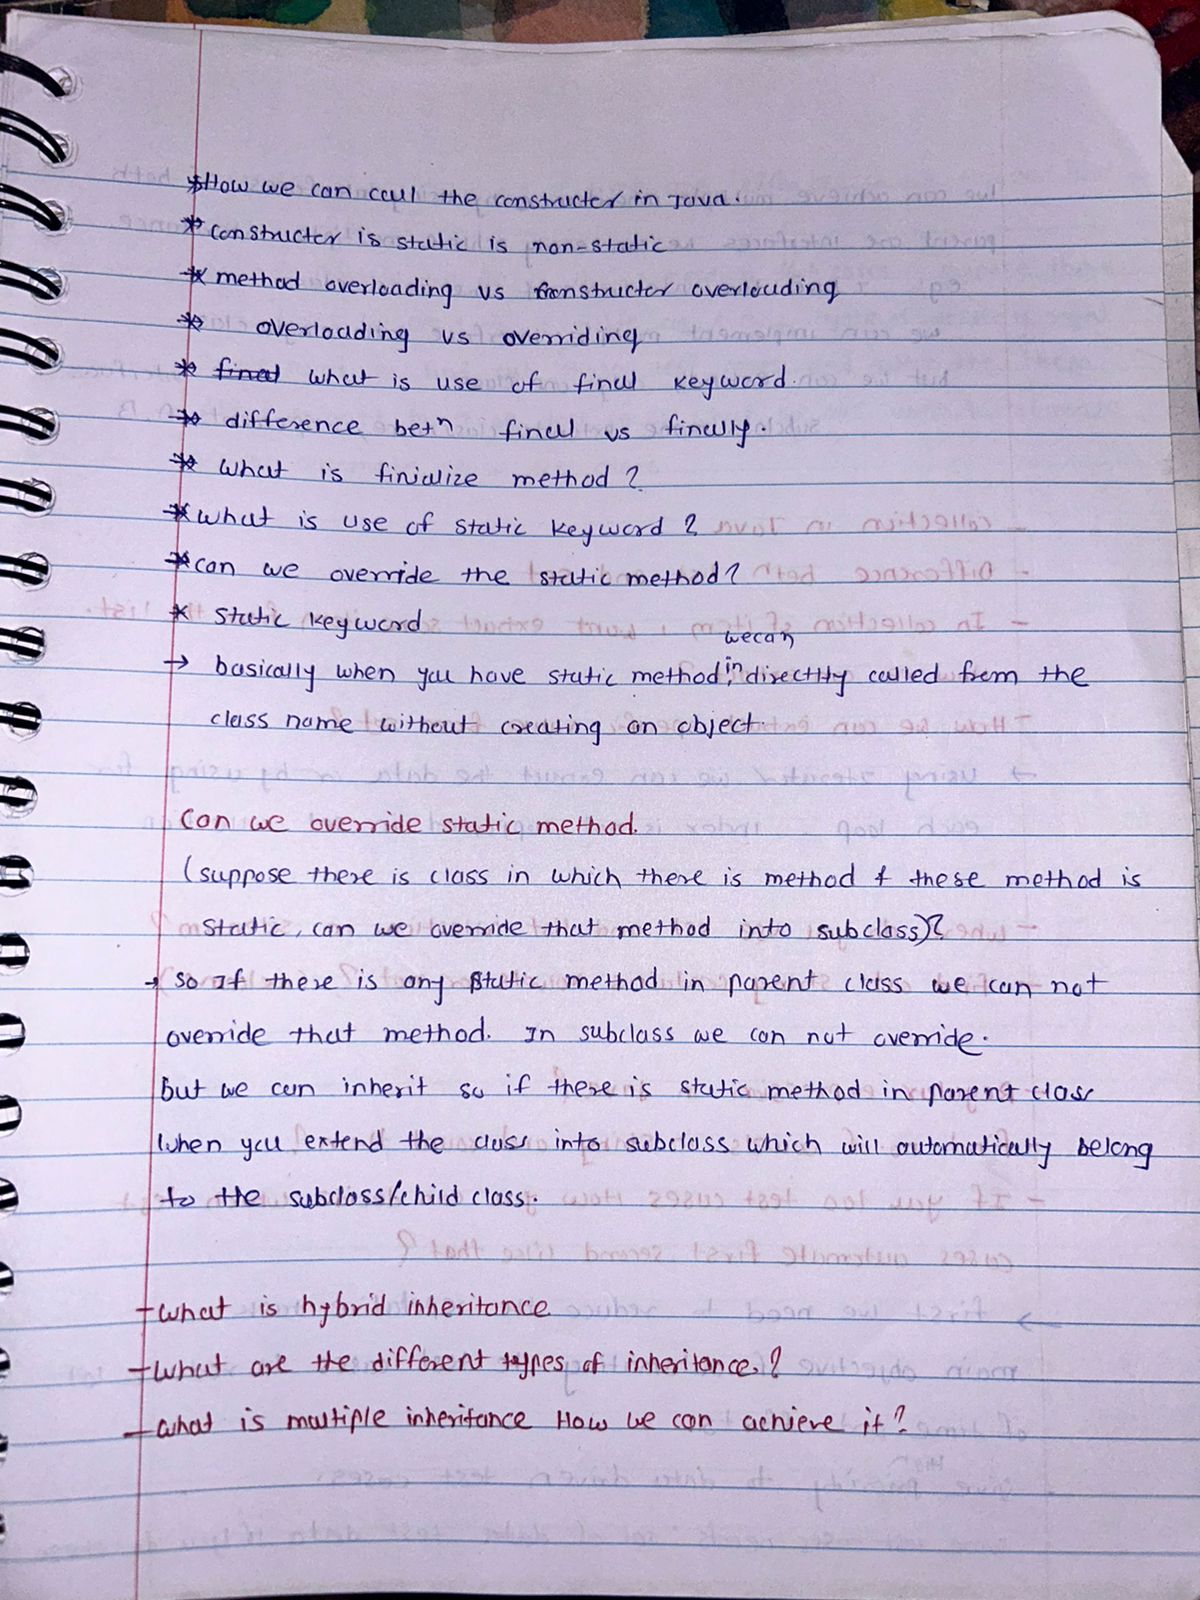 * How we can call the constructer in Java.
* constructer is static is non-static
* method overloading vs constructor overloading
* overloading vs overriding
* final what is use of final keyword.
* difference betn final vs finally.
* what is finialize method ?
* what is use of static keyword ?
* can we override the static method?
* static keyword
wecan
→ basically when you have static method, in directlty called from the
class name without creating an object.
Can we override static method.
(suppose there is class in which there is method & these method is
static, can we override that method into subclass)?
→ so If there is any static method in parent class we can not
override that method. In subclass we can not override.
but we can inherit so if there is static method in parent class
when you extend the class into subclass which will automatically belong
to the subclass/child class.
- what is hybrid inheritance
- what are the different types of inheritance.?
- what is multiple inheritance How we can achieve it?